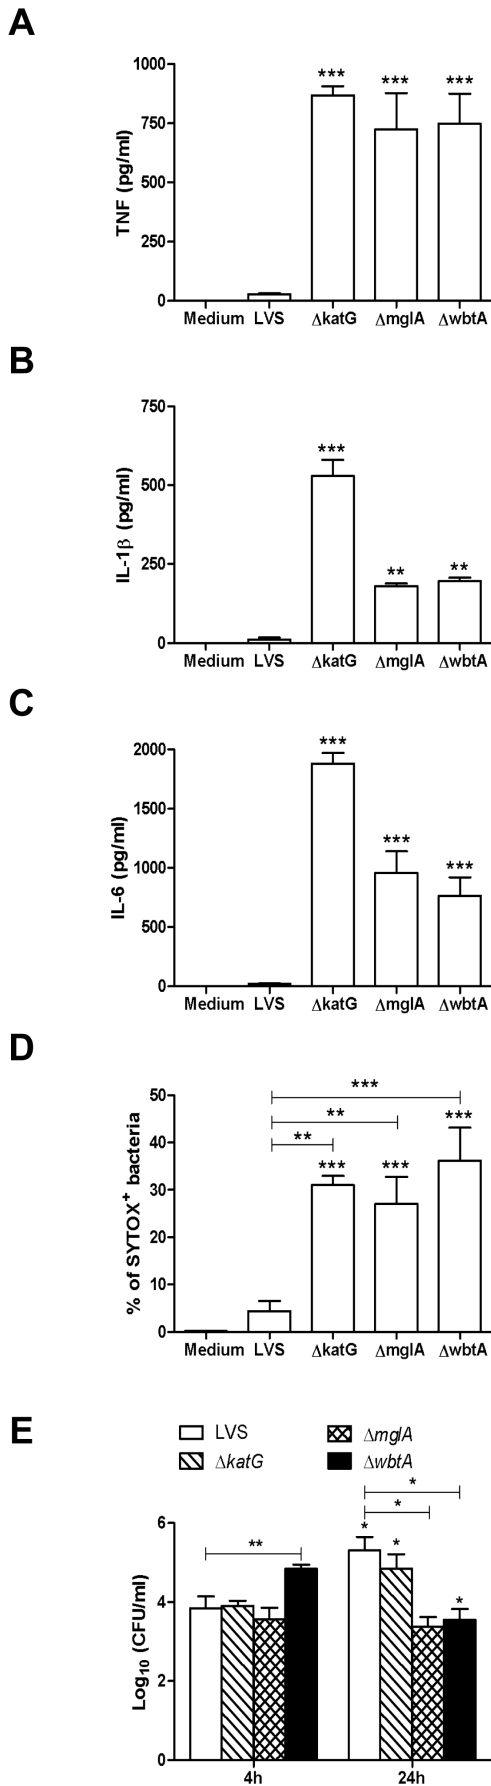 A
TNF (pg/ml)
1000
750
500
250
0
***
***
***
Medium LVS ΔkatG ΔmglA ΔwbtA
B
IL-1β (pg/ml)
750
500
250
0
***
**
**
Medium LVS ΔkatG ΔmglA ΔwbtA
C
IL-6 (pg/ml)
2000
1500
1000
500
0
***
***
***
Medium LVS ΔkatG ΔmglA ΔwbtA
D
% of SYTOX+ bacteria
50
40
30
20
10
0
***
**
**
***
***
***
Medium LVS ΔkatG ΔmglA ΔwbtA
E
LVS
ΔkatG
ΔmglA
ΔwbtA
Log10 (CFU/ml)
6
4
2
0
**
*
*
*
*
*
4h 24h